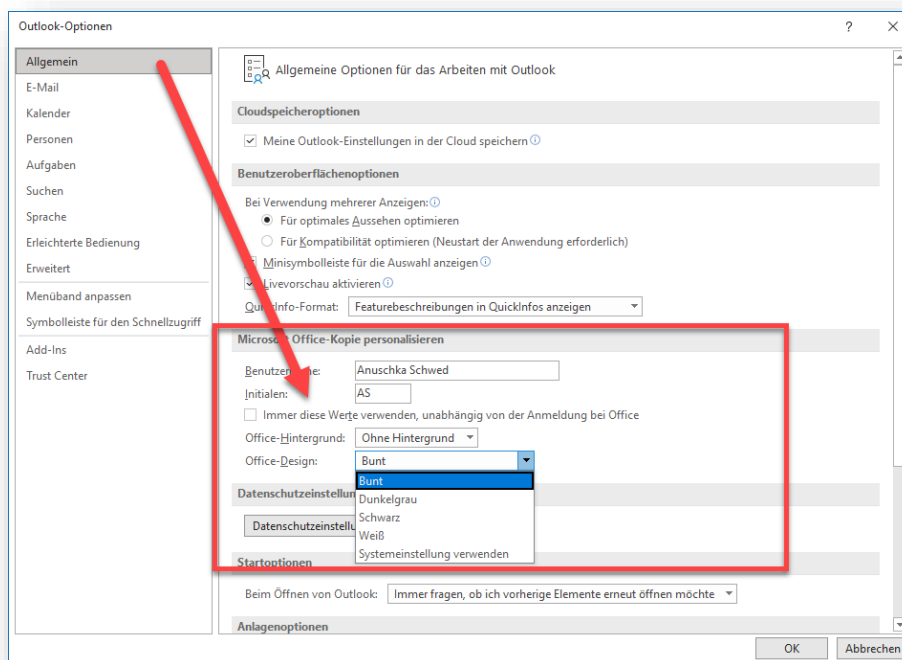 Outlook-Optionen
?
Allgemein
E-Mail
Kalender
Personen
Aufgaben
Suchen
Sprache
Erleichterte Bedienung
Erweitert
Menüband anpassen
Symbolleiste für den Schnellzugriff
Add-Ins
Trust Center
Allgemeine Optionen für das Arbeiten mit Outlook
Cloudspeicheroptionen
Meine Outlook-Einstellungen in der Cloud speichern
Benutzeroberflächenoptionen
Bei Verwendung mehrerer Anzeigen:
Für optimales Aussehen optimieren
Für Kompatibilität optimieren (Neustart der Anwendung erforderlich)
Minisymbolleiste für die Auswahl anzeigen
Livevorschau aktivieren
QuickInfo-Format: Featurebeschreibungen in QuickInfos anzeigen
Microsoft Office-Kopie personalisieren
Anuschka Schwed
Initialen: AS
Immer diese Werte verwenden, unabhängig von der Anmeldung bei Office
Office-Hintergrund: Ohne Hintergrund
Office-Design: Bunt
Bunt
Dunkelgrau
Schwarz
Weiß
Systemeinstellung verwenden
Startoptionen
Beim Öffnen von Outlook: Immer fragen, ob ich vorherige Elemente erneut öffnen möchte
Anlagenoptionen
OK
Abbrechen